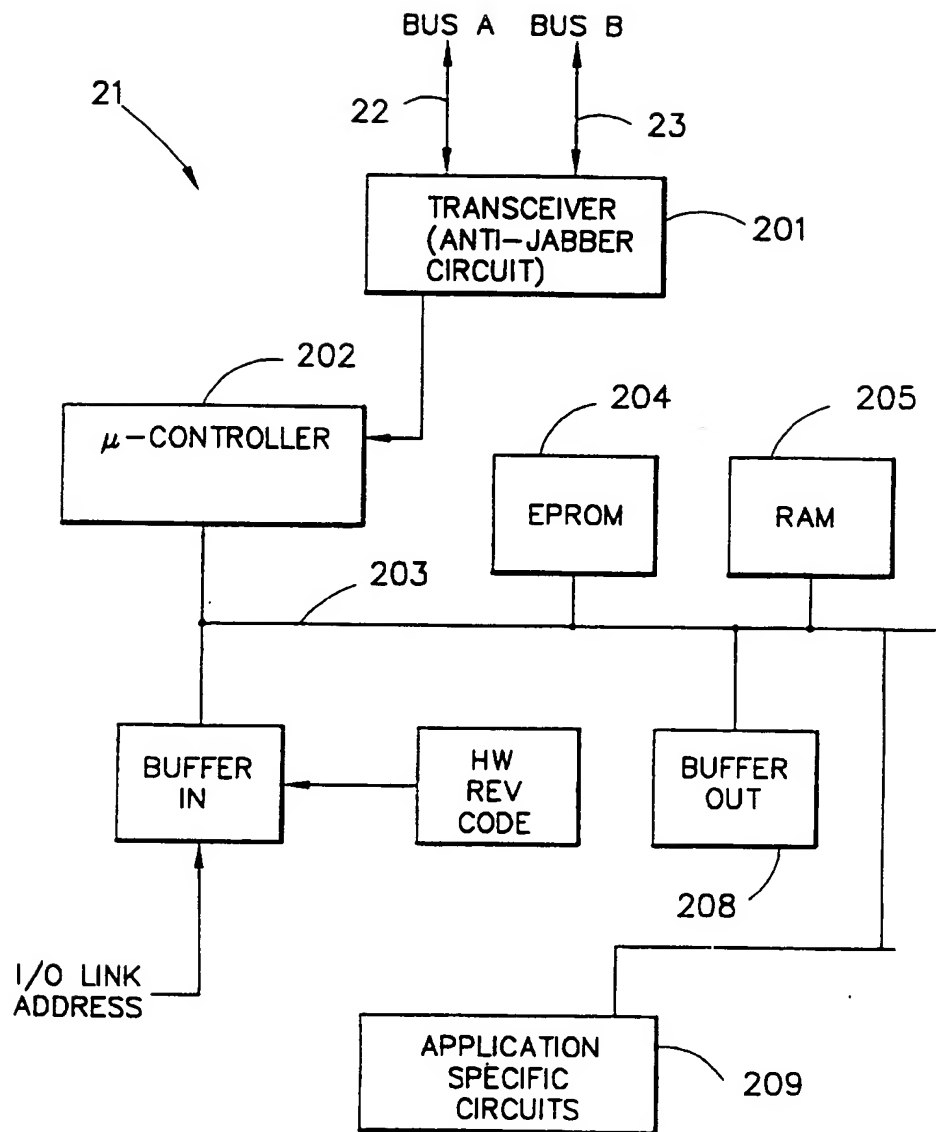 BUS A BUS B
21
22
23
TRANSCEIVER
(ANTI-JABBER
CIRCUIT)
201
202
μ-CONTROLLER
204
EPROM
205
RAM
203
BUFFER
IN
HW
REV
CODE
BUFFER
OUT
208
I/O LINK
ADDRESS
APPLICATION
SPECIFIC
CIRCUITS
209